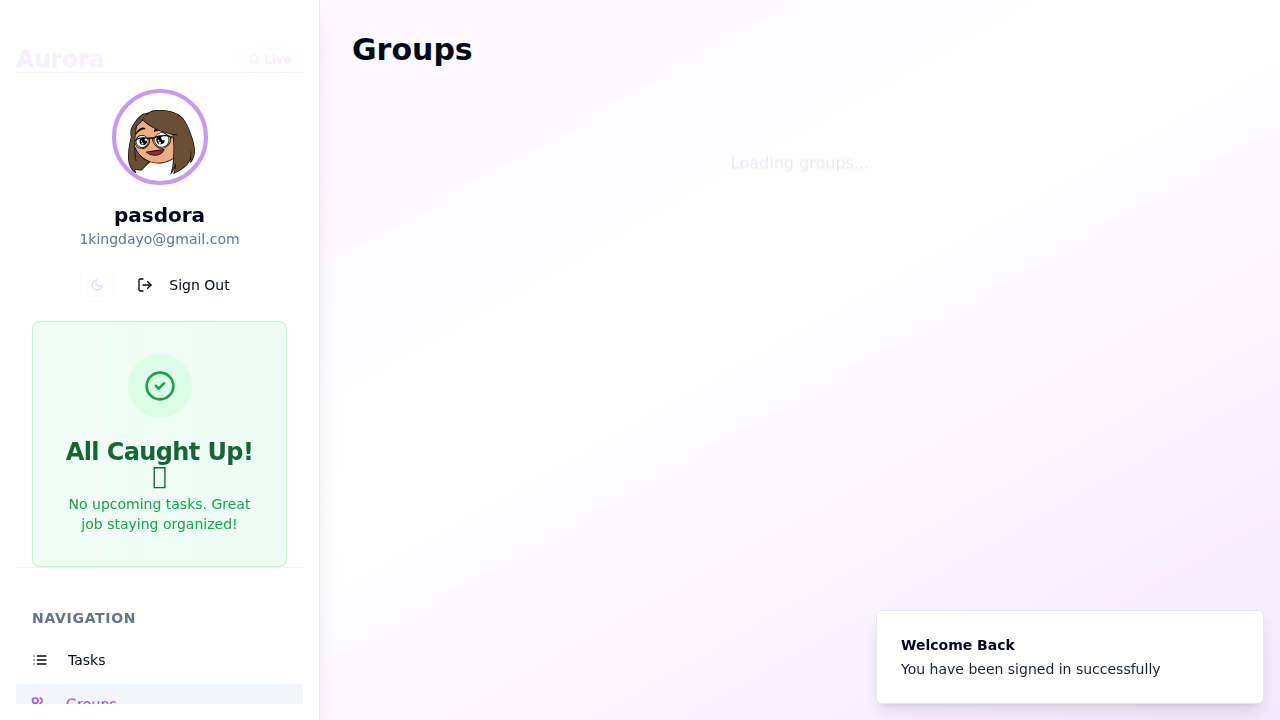 Aurora
Live
pasdora
1kingdayo@gmail.com
Sign Out
All Caught Up!
No upcoming tasks. Great
job staying organized!
NAVIGATION
Tasks
Groups
Groups
Loading groups...
Welcome Back
You have been signed in successfully